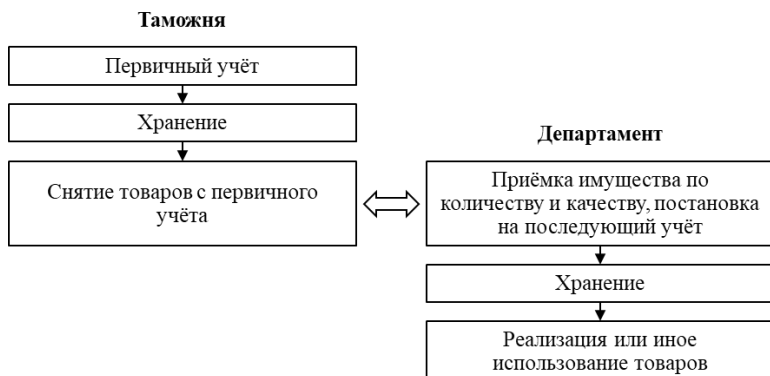 Таможня
Первичный учёт
Хранение
Снятие товаров с первичного
учёта
Департамент
Приёмка имущества по
количеству и качеству, постановка
на последующий учёт
Хранение
Реализация или иное
использование товаров